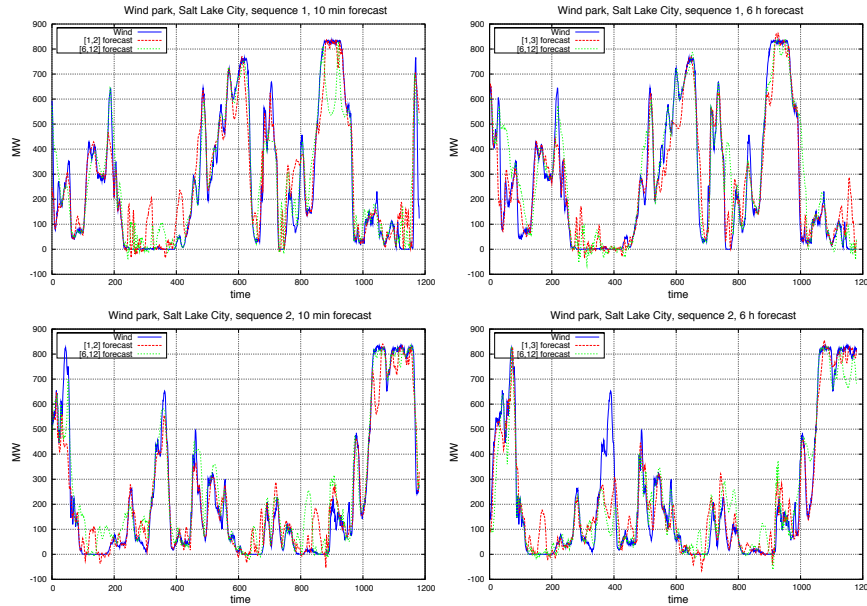 Wind park, Salt Lake City, sequence 1, 10 min forecast
Wind
[1,2] forecast
[6,12] forecast
MW
900
800
700
600
500
400
300
200
100
0
-100
0 200 400 600 800 1000 1200
time
Wind park, Salt Lake City, sequence 1, 6 h forecast
Wind
[1,3] forecast
[6,12] forecast
MW
900
800
700
600
500
400
300
200
100
0
-100
0 200 400 600 800 1000 1200
time
Wind park, Salt Lake City, sequence 2, 10 min forecast
Wind
[1,2] forecast
[6,12] forecast
MW
900
800
700
600
500
400
300
200
100
0
-100
0 200 400 600 800 1000 1200
time
Wind park, Salt Lake City, sequence 2, 6 h forecast
Wind
[1,3] forecast
[6,12] forecast
MW
900
800
700
600
500
400
300
200
100
0
-100
0 200 400 600 800 1000 1200
time